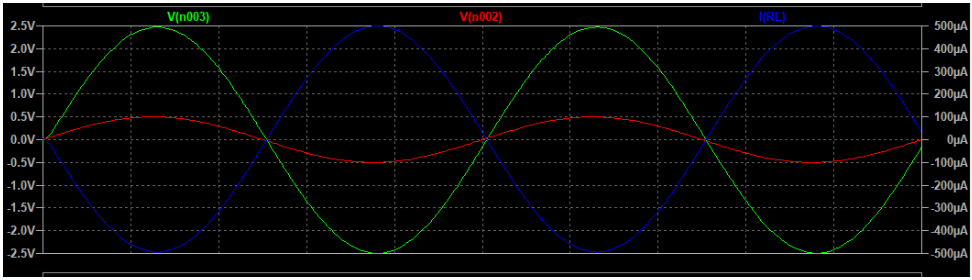 V(n003) V(n002) I(RL)
2.5V 500µA
2.0V 400µA
1.5V 300µA
1.0V 200µA
0.5V 100µA
0.0V 0µA
-0.5V -100µA
-1.0V -200µA
-1.5V -300µA
-2.0V -400µA
-2.5V -500µA